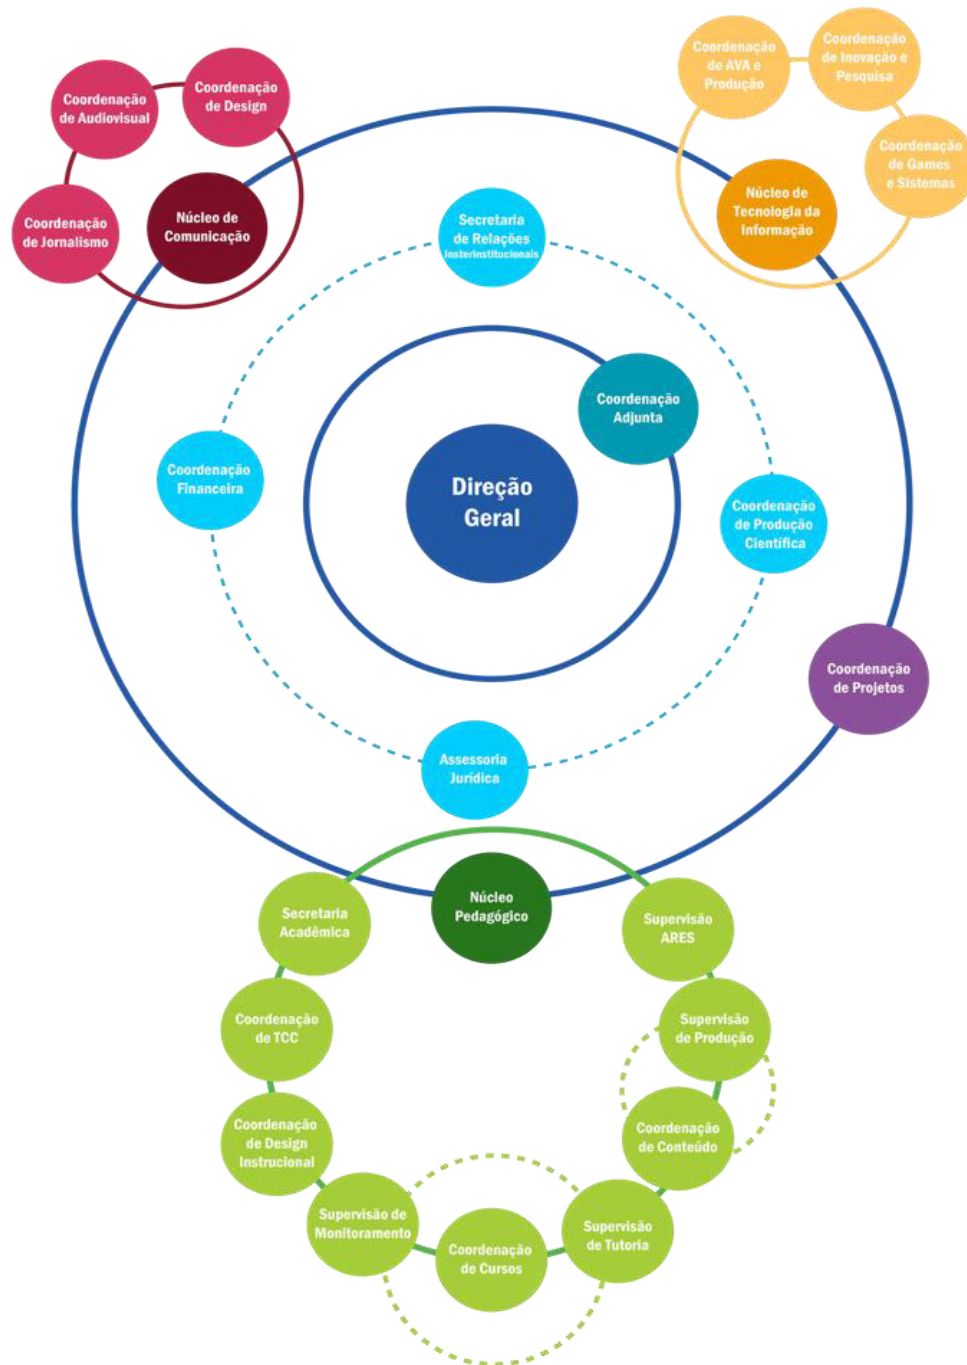 Coordenação
de Audiovisual
Coordenação
de Design
Coordenação
de Jornalismo
Núcleo de
Comunicação
Coordenação
de AVA e
Produção
Coordenação
de Inovação e
Pesquisa
Coordenação
de Games
e Sistemas
Núcleo de
Tecnologia da
Informação
Secretaria
de Relações
Insterinstitucionais
Coordenação
Adjunta
Coordenação
Financeira
Direção
Geral
Coordenação
de Produção
Científica
Coordenação
de Projetos
Assessoria
Jurídica
Núcleo
Pedagógico
Secretaria
Acadêmica
Supervisão
ARES
Coordenação
de TCC
Supervisão
de Produção
Coordenação
de Design
Instrucional
Coordenação
de Conteúdo
Supervisão de
Monitoramento
Coordenação
de Cursos
Supervisão
de Tutoria